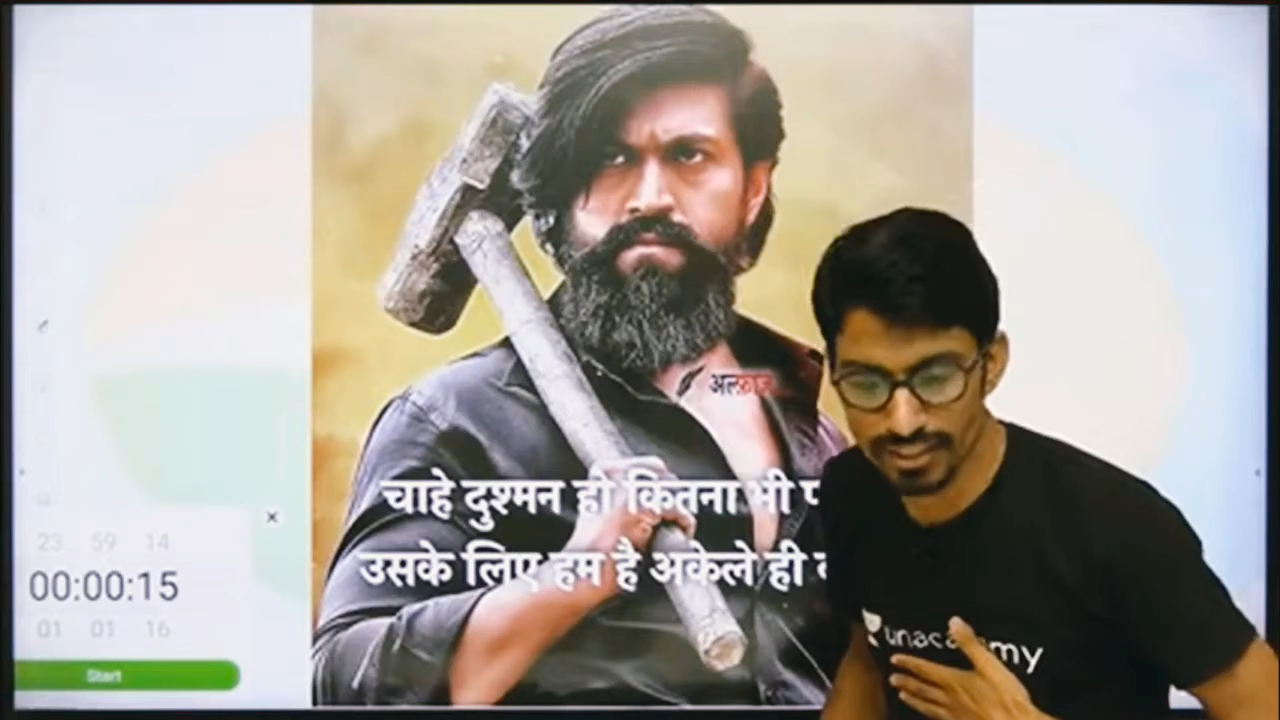 अल्फ़ाज़
चाहे दुश्मन हो कितना भी
उसके लिए हम है अकेले ही
23 59 14
00:00:15
01 01 16
Start
unacademy